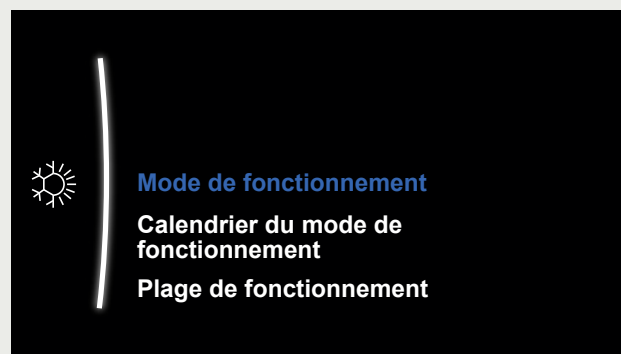 Mode de fonctionnement
Calendrier du mode de
fonctionnement
Plage de fonctionnement